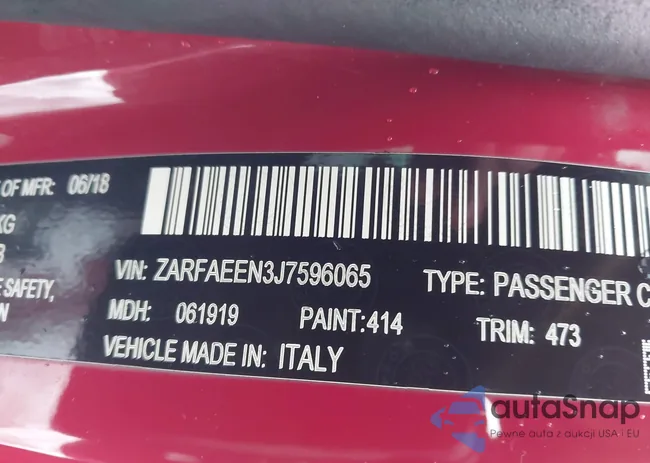 OF MFR: 06/18
KG
VIN: ZARFAEEN3J7596065
TYPE: PASSENGER C
SAFETY,
MDH: 061919
PAINT:414
TRIM: 473
VEHICLE MADE IN: ITALY
autaSnap
Pewne auta z aukcji USA i EU